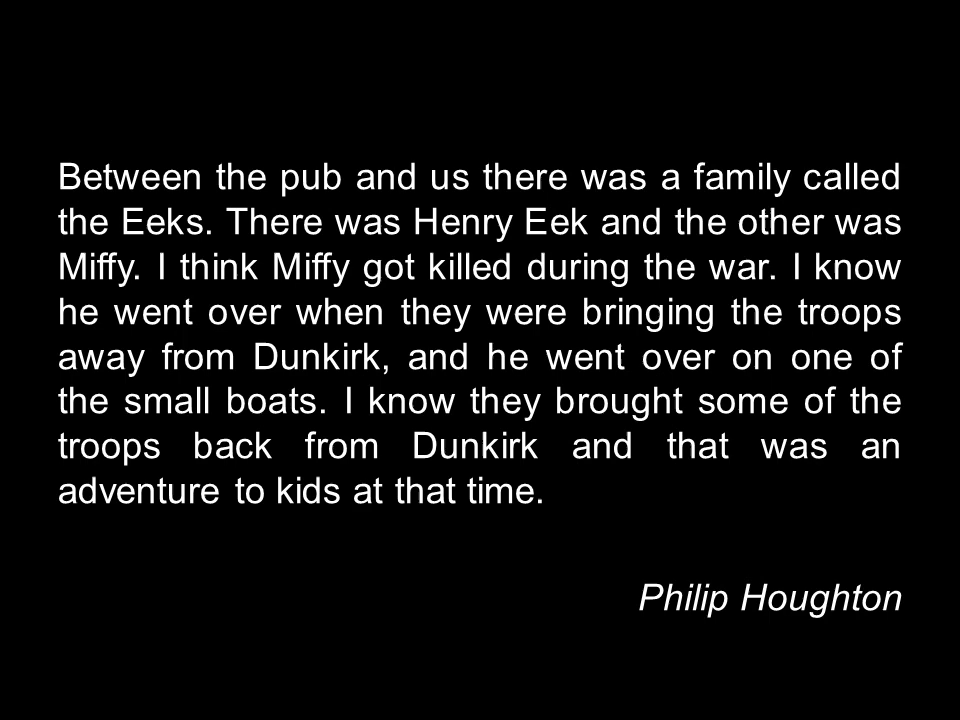 Between the pub and us there was a family called
the Eeks. There was Henry Eek and the other was
Miffy. I think Miffy got killed during the war. I know
he went over when they were bringing the troops
away from Dunkirk, and he went over on one of
the small boats. I know they brought some of the
troops back from Dunkirk and that was an
adventure to kids at that time.
Philip Houghton